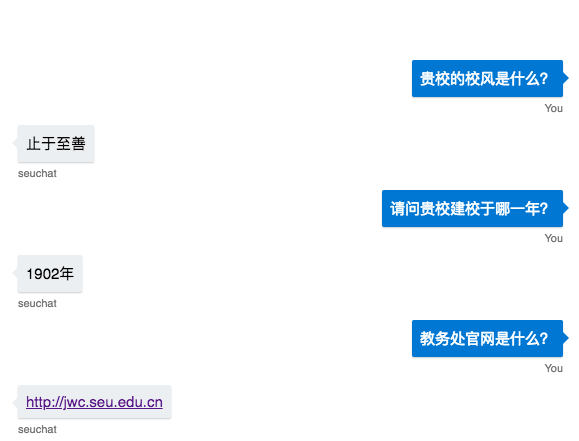 贵校的校风是什么？
You
止于至善
seuchat
请问贵校建校于哪一年？
You
1902年
seuchat
教务处官网是什么？
You
http://jwc.seu.edu.cn
seuchat